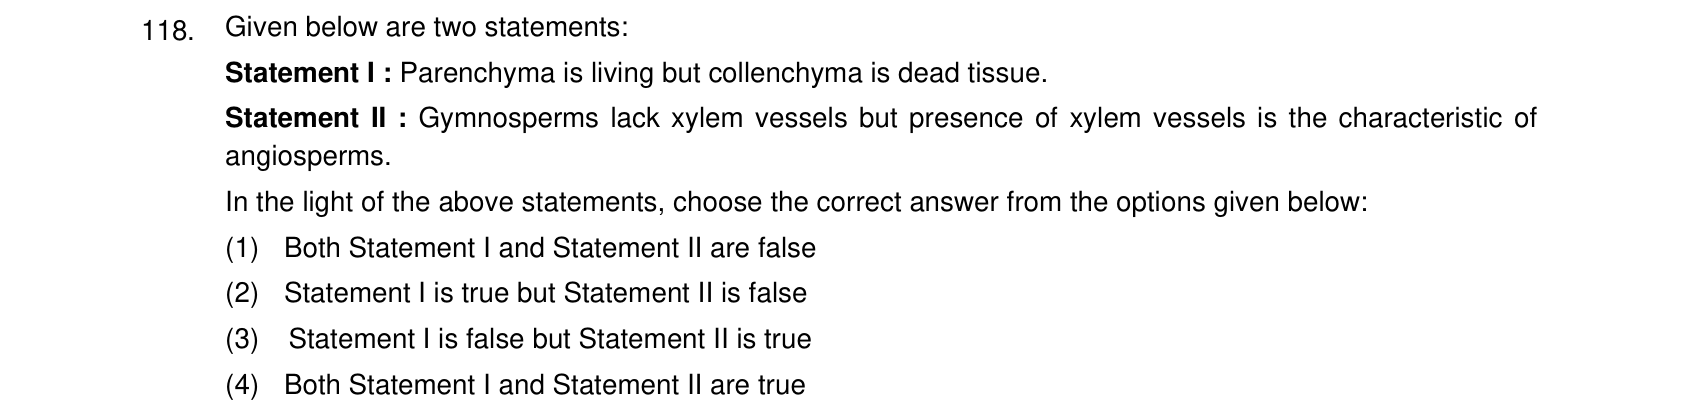 118. Given below are two statements:
Statement I : Parenchyma is living but collenchyma is dead tissue.
Statement II : Gymnosperms lack xylem vessels but presence of xylem vessels is the characteristic of
angiosperms.
In the light of the above statements, choose the correct answer from the options given below:
(1) Both Statement I and Statement II are false
(2) Statement I is true but Statement II is false
(3) Statement I is false but Statement II is true
(4) Both Statement I and Statement II are true